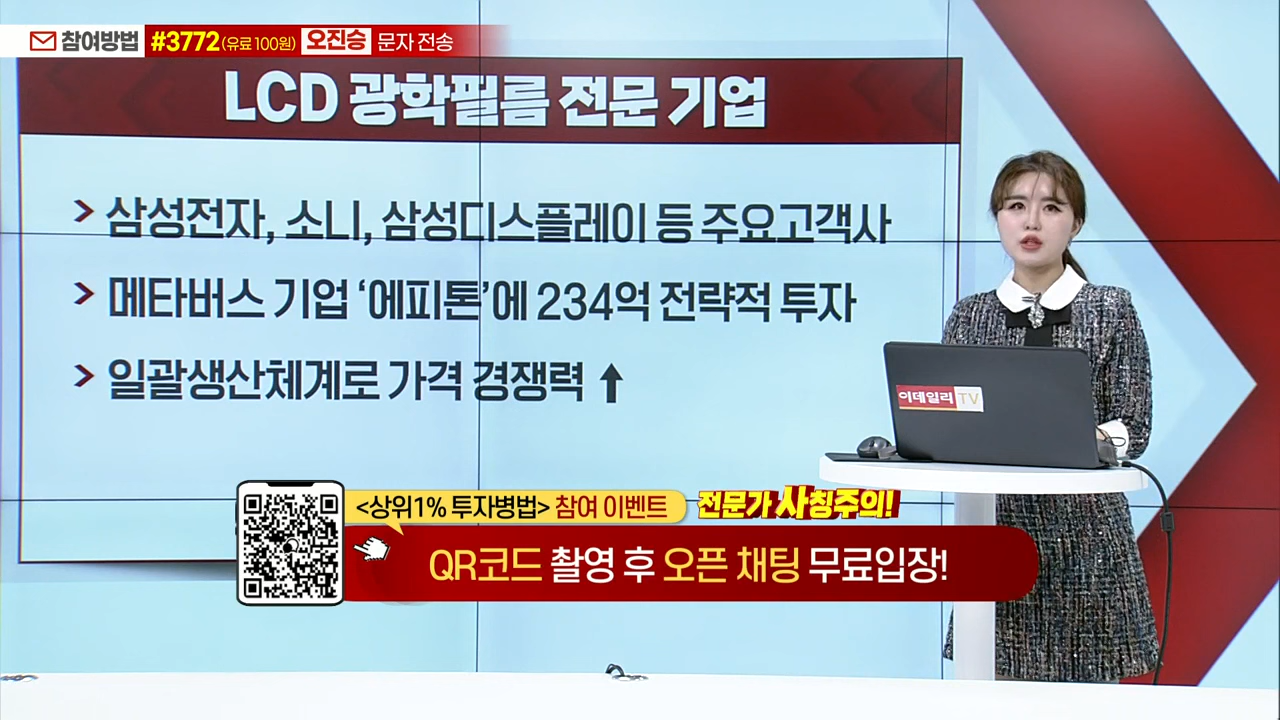 참여방법 #3772(유료 100원) 오진승 문자 전송
LCD 광학필름 전문 기업
> 삼성전자, 소니, 삼성디스플레이 등 주요고객사
> 메타버스 기업 ‘에피톤’에 234억 전략적 투자
> 일괄생산체계로 가격 경쟁력 ↑
이데일리TV
<상위1% 투자병법> 참여 이벤트 전문가 사칭주의!
QR코드 촬영 후 오픈 채팅 무료입장!